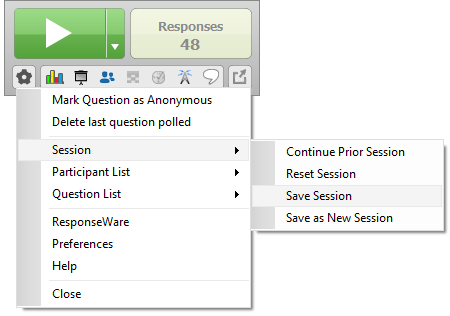 Responses
48
Mark Question as Anonymous
Delete last question polled
Session
Participant List
Question List
ResponseWare
Preferences
Help
Close
Continue Prior Session
Reset Session
Save Session
Save as New Session